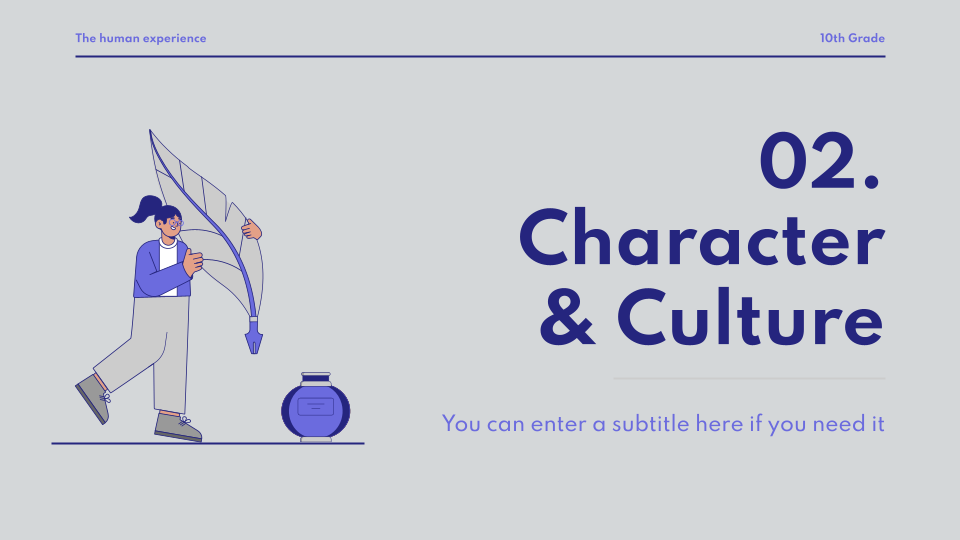 The human experience
10th Grade
02.
Character
& Culture
You can enter a subtitle here if you need it